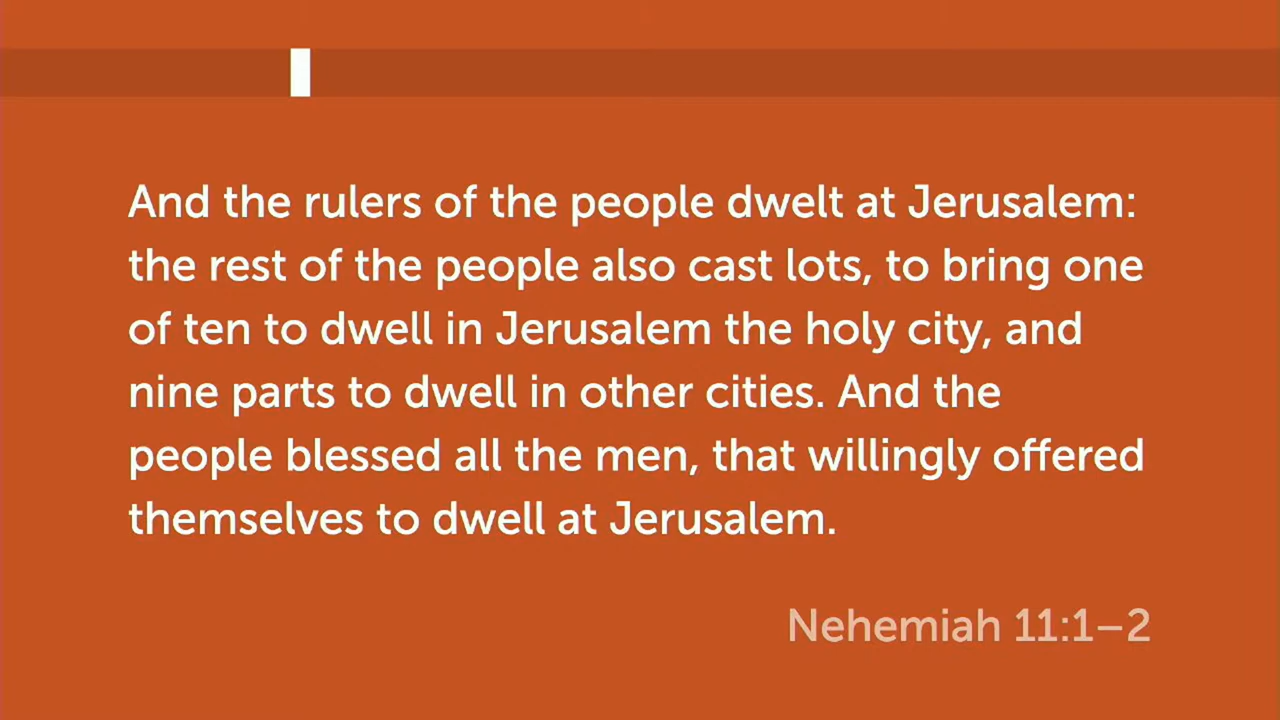 And the rulers of the people dwelt at Jerusalem:
the rest of the people also cast lots, to bring one
of ten to dwell in Jerusalem the holy city, and
nine parts to dwell in other cities. And the
people blessed all the men, that willingly offered
themselves to dwell at Jerusalem.
Nehemiah 11:1–2